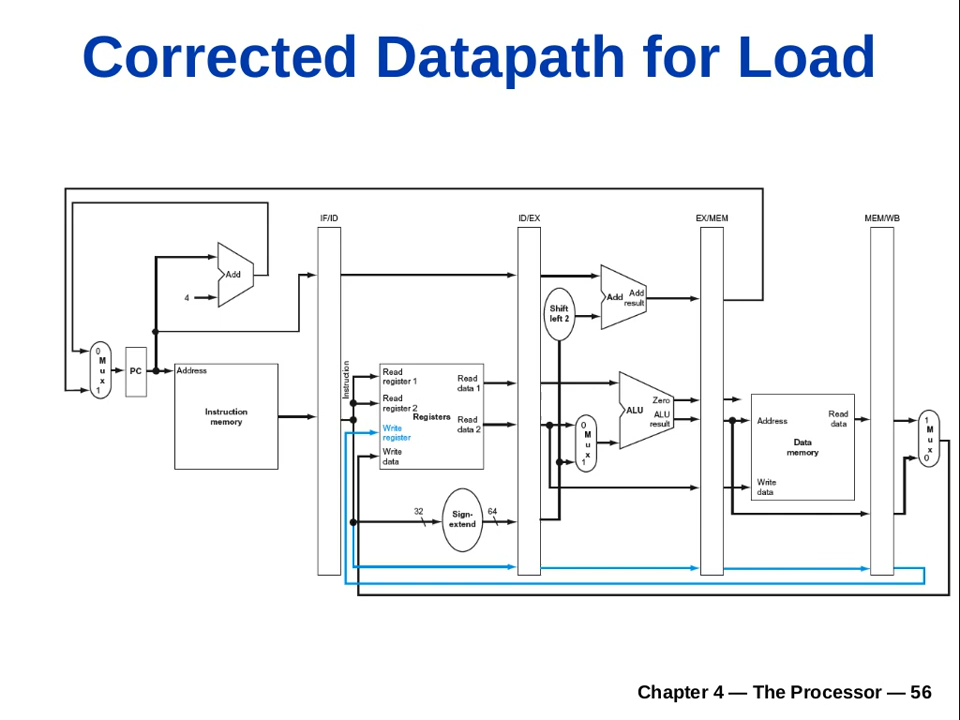 Corrected Datapath for Load
IF/ID
ID/EX
EX/MEM
MEM/WB
Add
4
Shift
left 2
Add
Add
result
0
M
u
x
1
PC
Address
Instruction
memory
Instruction
Read
register 1
Read
register 2
Registers
Write
register
Write
data
Read
data 1
Read
data 2
0
M
u
x
1
ALU
Zero
ALU
result
Address
Read
data
Data
memory
Write
data
1
M
u
x
0
32
Sign-
extend
64
Chapter 4 — The Processor — 56